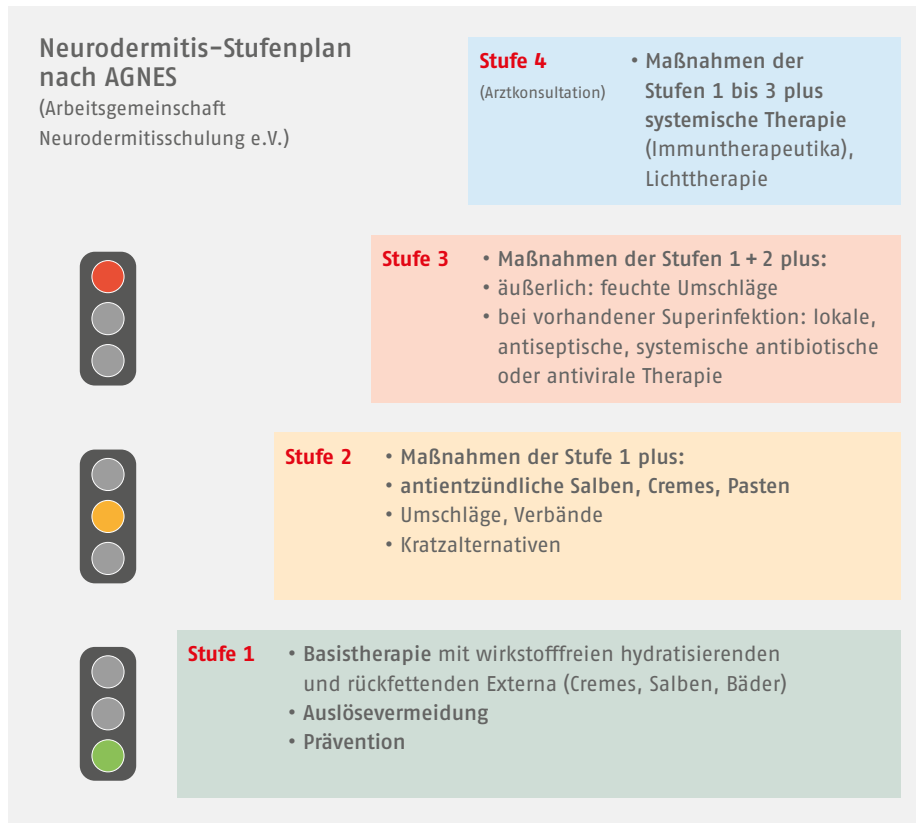 Neurodermitis-Stufenplan
nach AGNES
(Arbeitsgemeinschaft
Neurodermitisschulung e.V.)
Stufe 4
(Arztkonsultation)
• Maßnahmen der
Stufen 1 bis 3 plus
systemische Therapie
(Immuntherapeutika),
Lichttherapie
Stufe 3
• Maßnahmen der Stufen 1 + 2 plus:
• äußerlich: feuchte Umschläge
• bei vorhandener Superinfektion: lokale,
antiseptische, systemische antibiotische
oder antivirale Therapie
Stufe 2
• Maßnahmen der Stufe 1 plus:
• antientzündliche Salben, Cremes, Pasten
• Umschläge, Verbände
• Kratzalternativen
Stufe 1
• Basistherapie mit wirkstofffreien hydratisierenden
und rückfettenden Externa (Cremes, Salben, Bäder)
• Auslösevermeidung
• Prävention